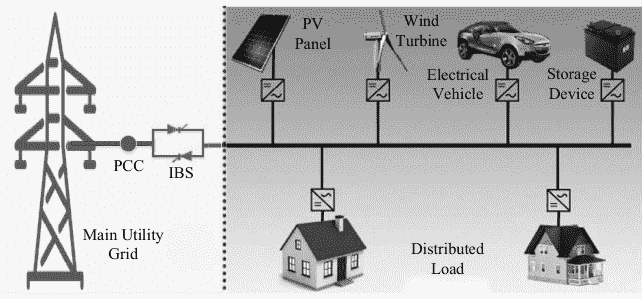 PV
Panel
Wind
Turbine
Electrical
Vehicle
Storage
Device
PCC
IBS
Main Utility
Grid
Distributed
Load